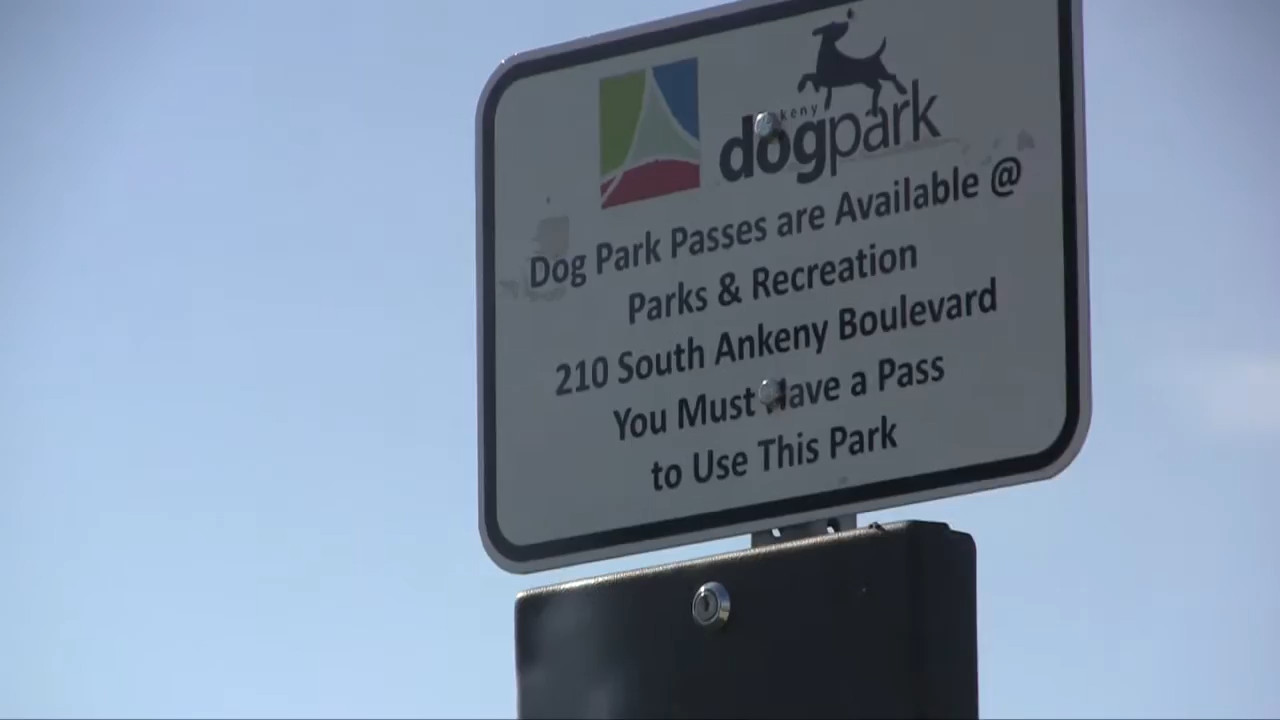 keny
dogpark
Dog Park Passes are Available @
Parks & Recreation
210 South Ankeny Boulevard
You Must Have a Pass
to Use This Park